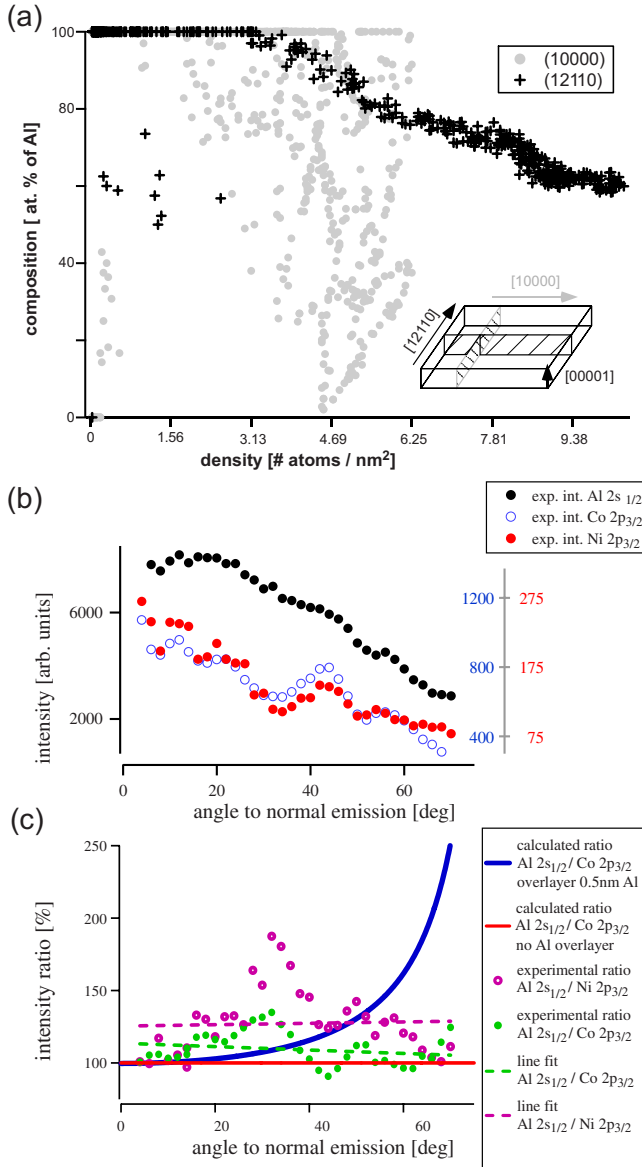 (a)
100
80
40
0
composition [ at. % of Al]
(10000)
(12110)
[10000]
[12110]
[00001]
0 1.56 3.13 4.69 6.25 7.81 9.38
density [# atoms / nm²]
(b)
exp. int. Al 2s 1/2
exp. int. Co 2p3/2
exp. int. Ni 2p3/2
6000
2000
intensity [arb. units]
1200 275
800 175
400 75
0 20 40 60
angle to normal emission [deg]
(c)
250
200
150
100
intensity ratio [%]
0 20 40 60
angle to normal emission [deg]
calculated ratio
Al 2s1/2/ Co 2p3/2
overlayer 0.5nm Al
calculated ratio
Al 2s1/2/ Co 2p3/2
no Al overlayer
experimental ratio
Al 2s1/2/ Ni 2p3/2
experimental ratio
Al 2s1/2/ Co 2p3/2
line fit
Al 2s1/2 / Co 2p3/2
line fit
Al 2s1/2 / Ni 2p3/2